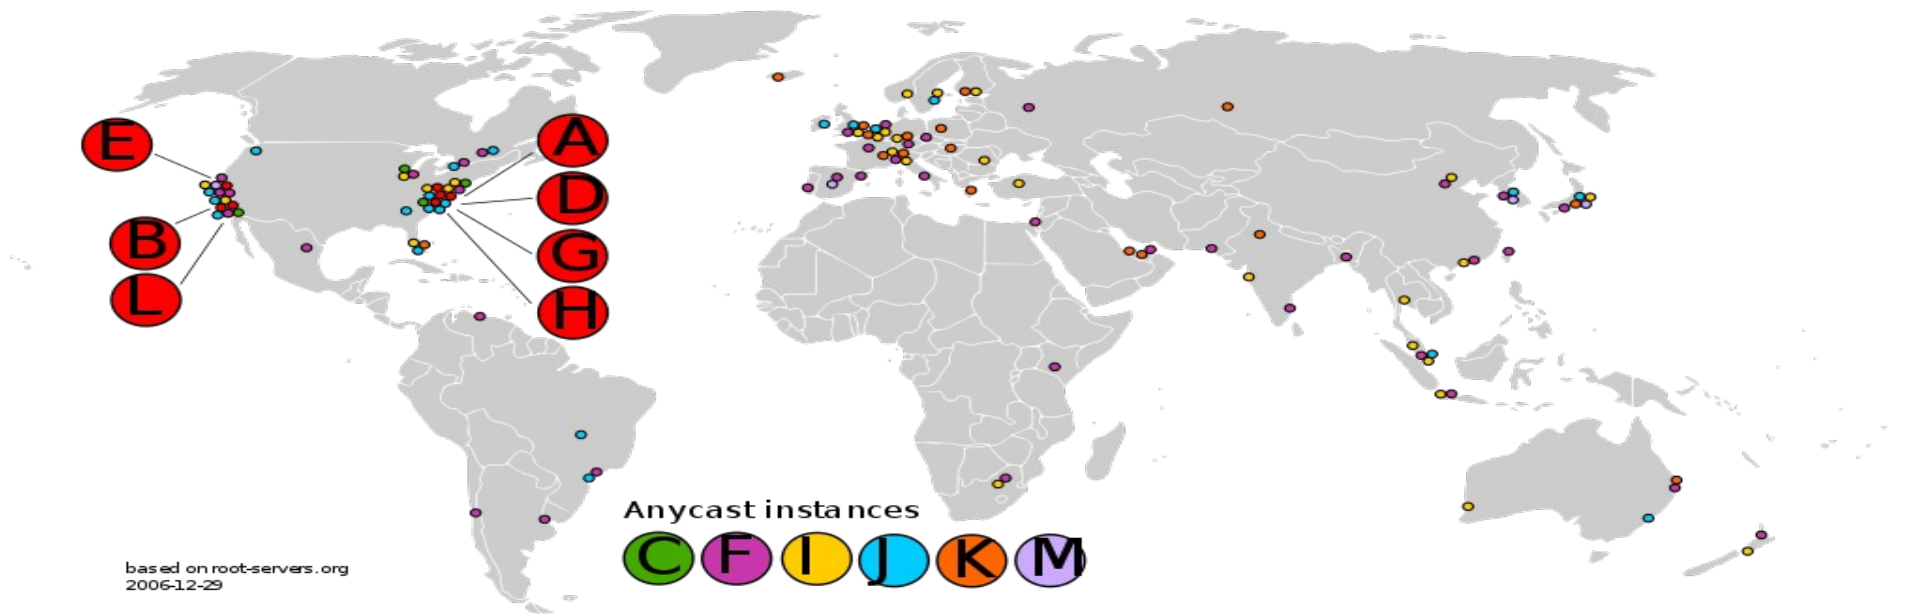 E
A
D
B
G
L
H
Anycast instances
C F I J K M
based on root-servers.org
2006-12-29